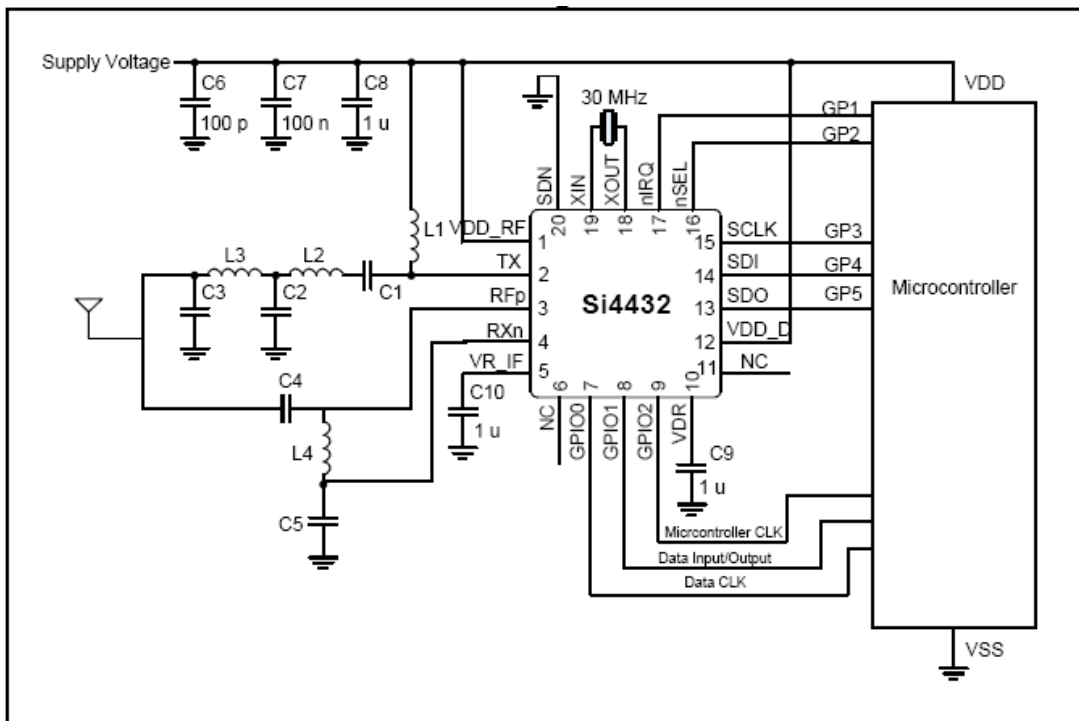 Supply Voltage
C6
100 p
C7
100 n
C8
1 u
30 MHz
VDD
GP1
GP2
SDN
XIN
XOUT
nIRQ
nSEL
20
19
18
17
16
L1
VDD_RF
1
TX
2
RFp
3
RXn
4
VR_IF
5
Si4432
15
SCLK
GP3
14
SDI
GP4
13
SDO
GP5
12
VDD_D
11
NC
Microcontroller
L3
L2
C3
C2
C1
C4
L4
C5
C10
1 u
6
7
8
9
10
NC
GPIO0
GPIO1
GPIO2
VDR
C9
1 u
Micrcontroller CLK
Data Input/Output
Data CLK
VSS